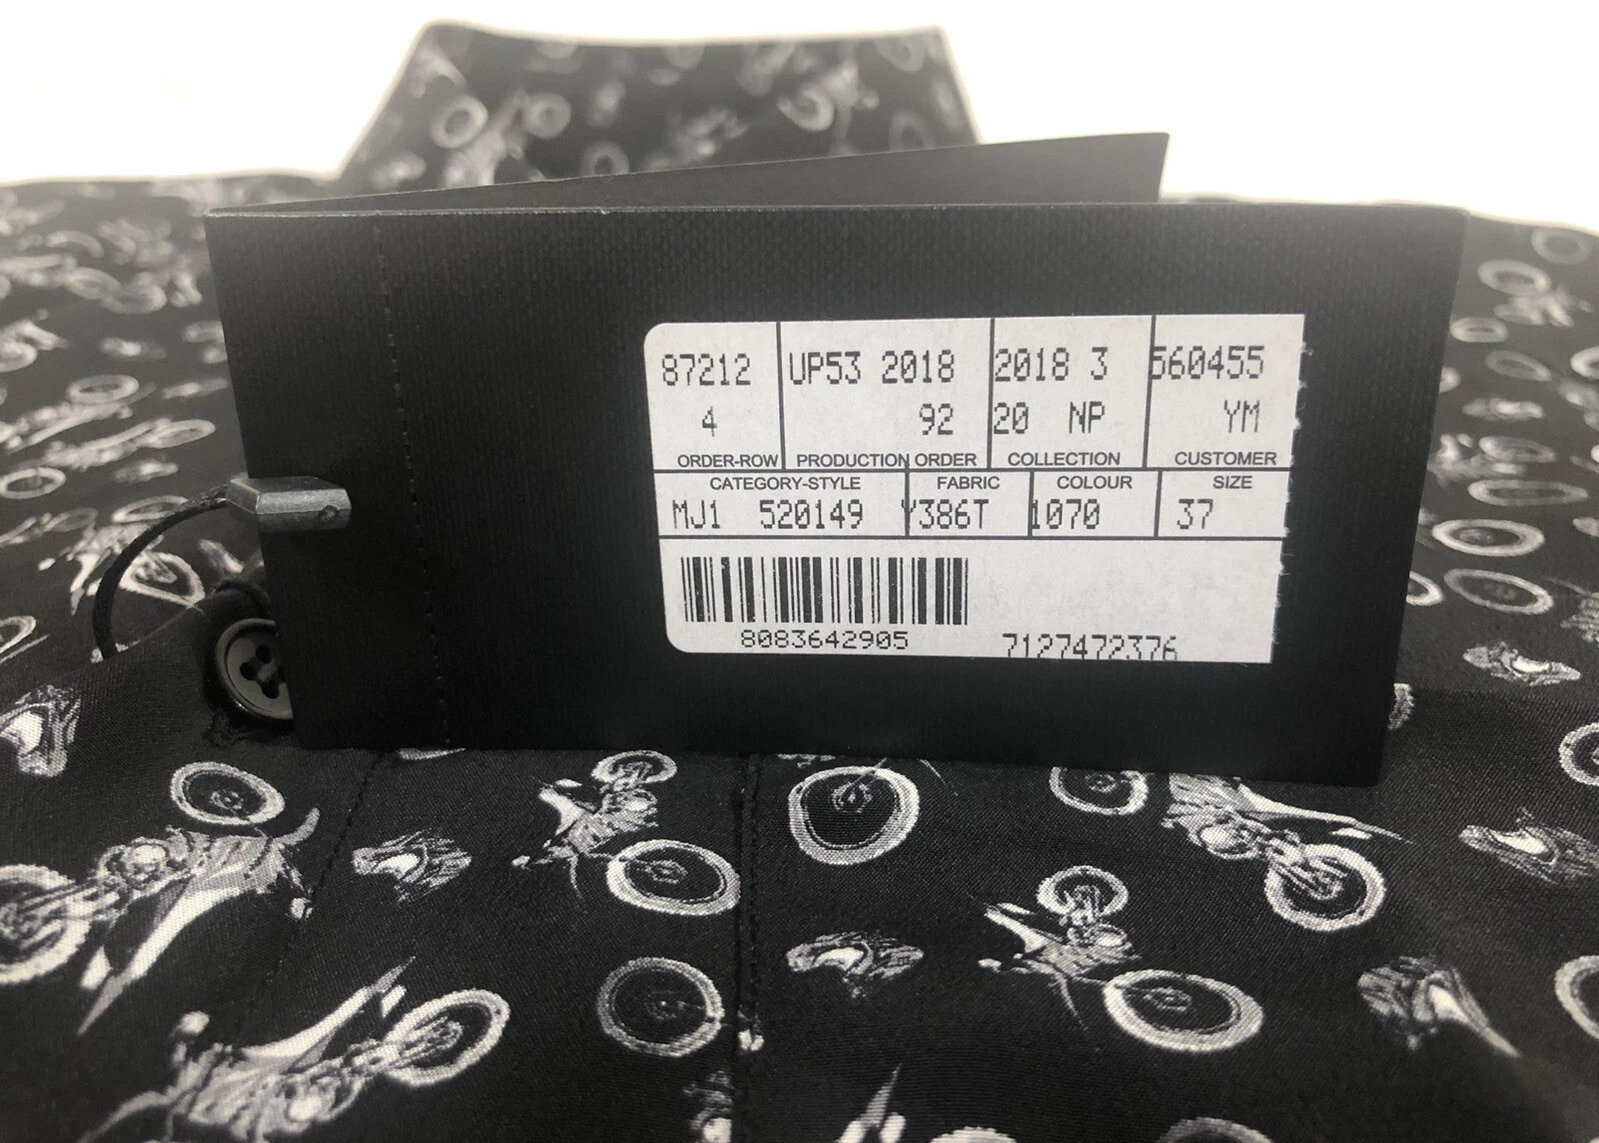 87212 UP53 2018 2018 3 560455
4 92 20 NP YM
ORDER-ROW PRODUCTION ORDER COLLECTION CUSTOMER
CATEGORY-STYLE FABRIC COLOUR SIZE
MJ1 520149 Y386T 1070 37
8083642905 7127472376